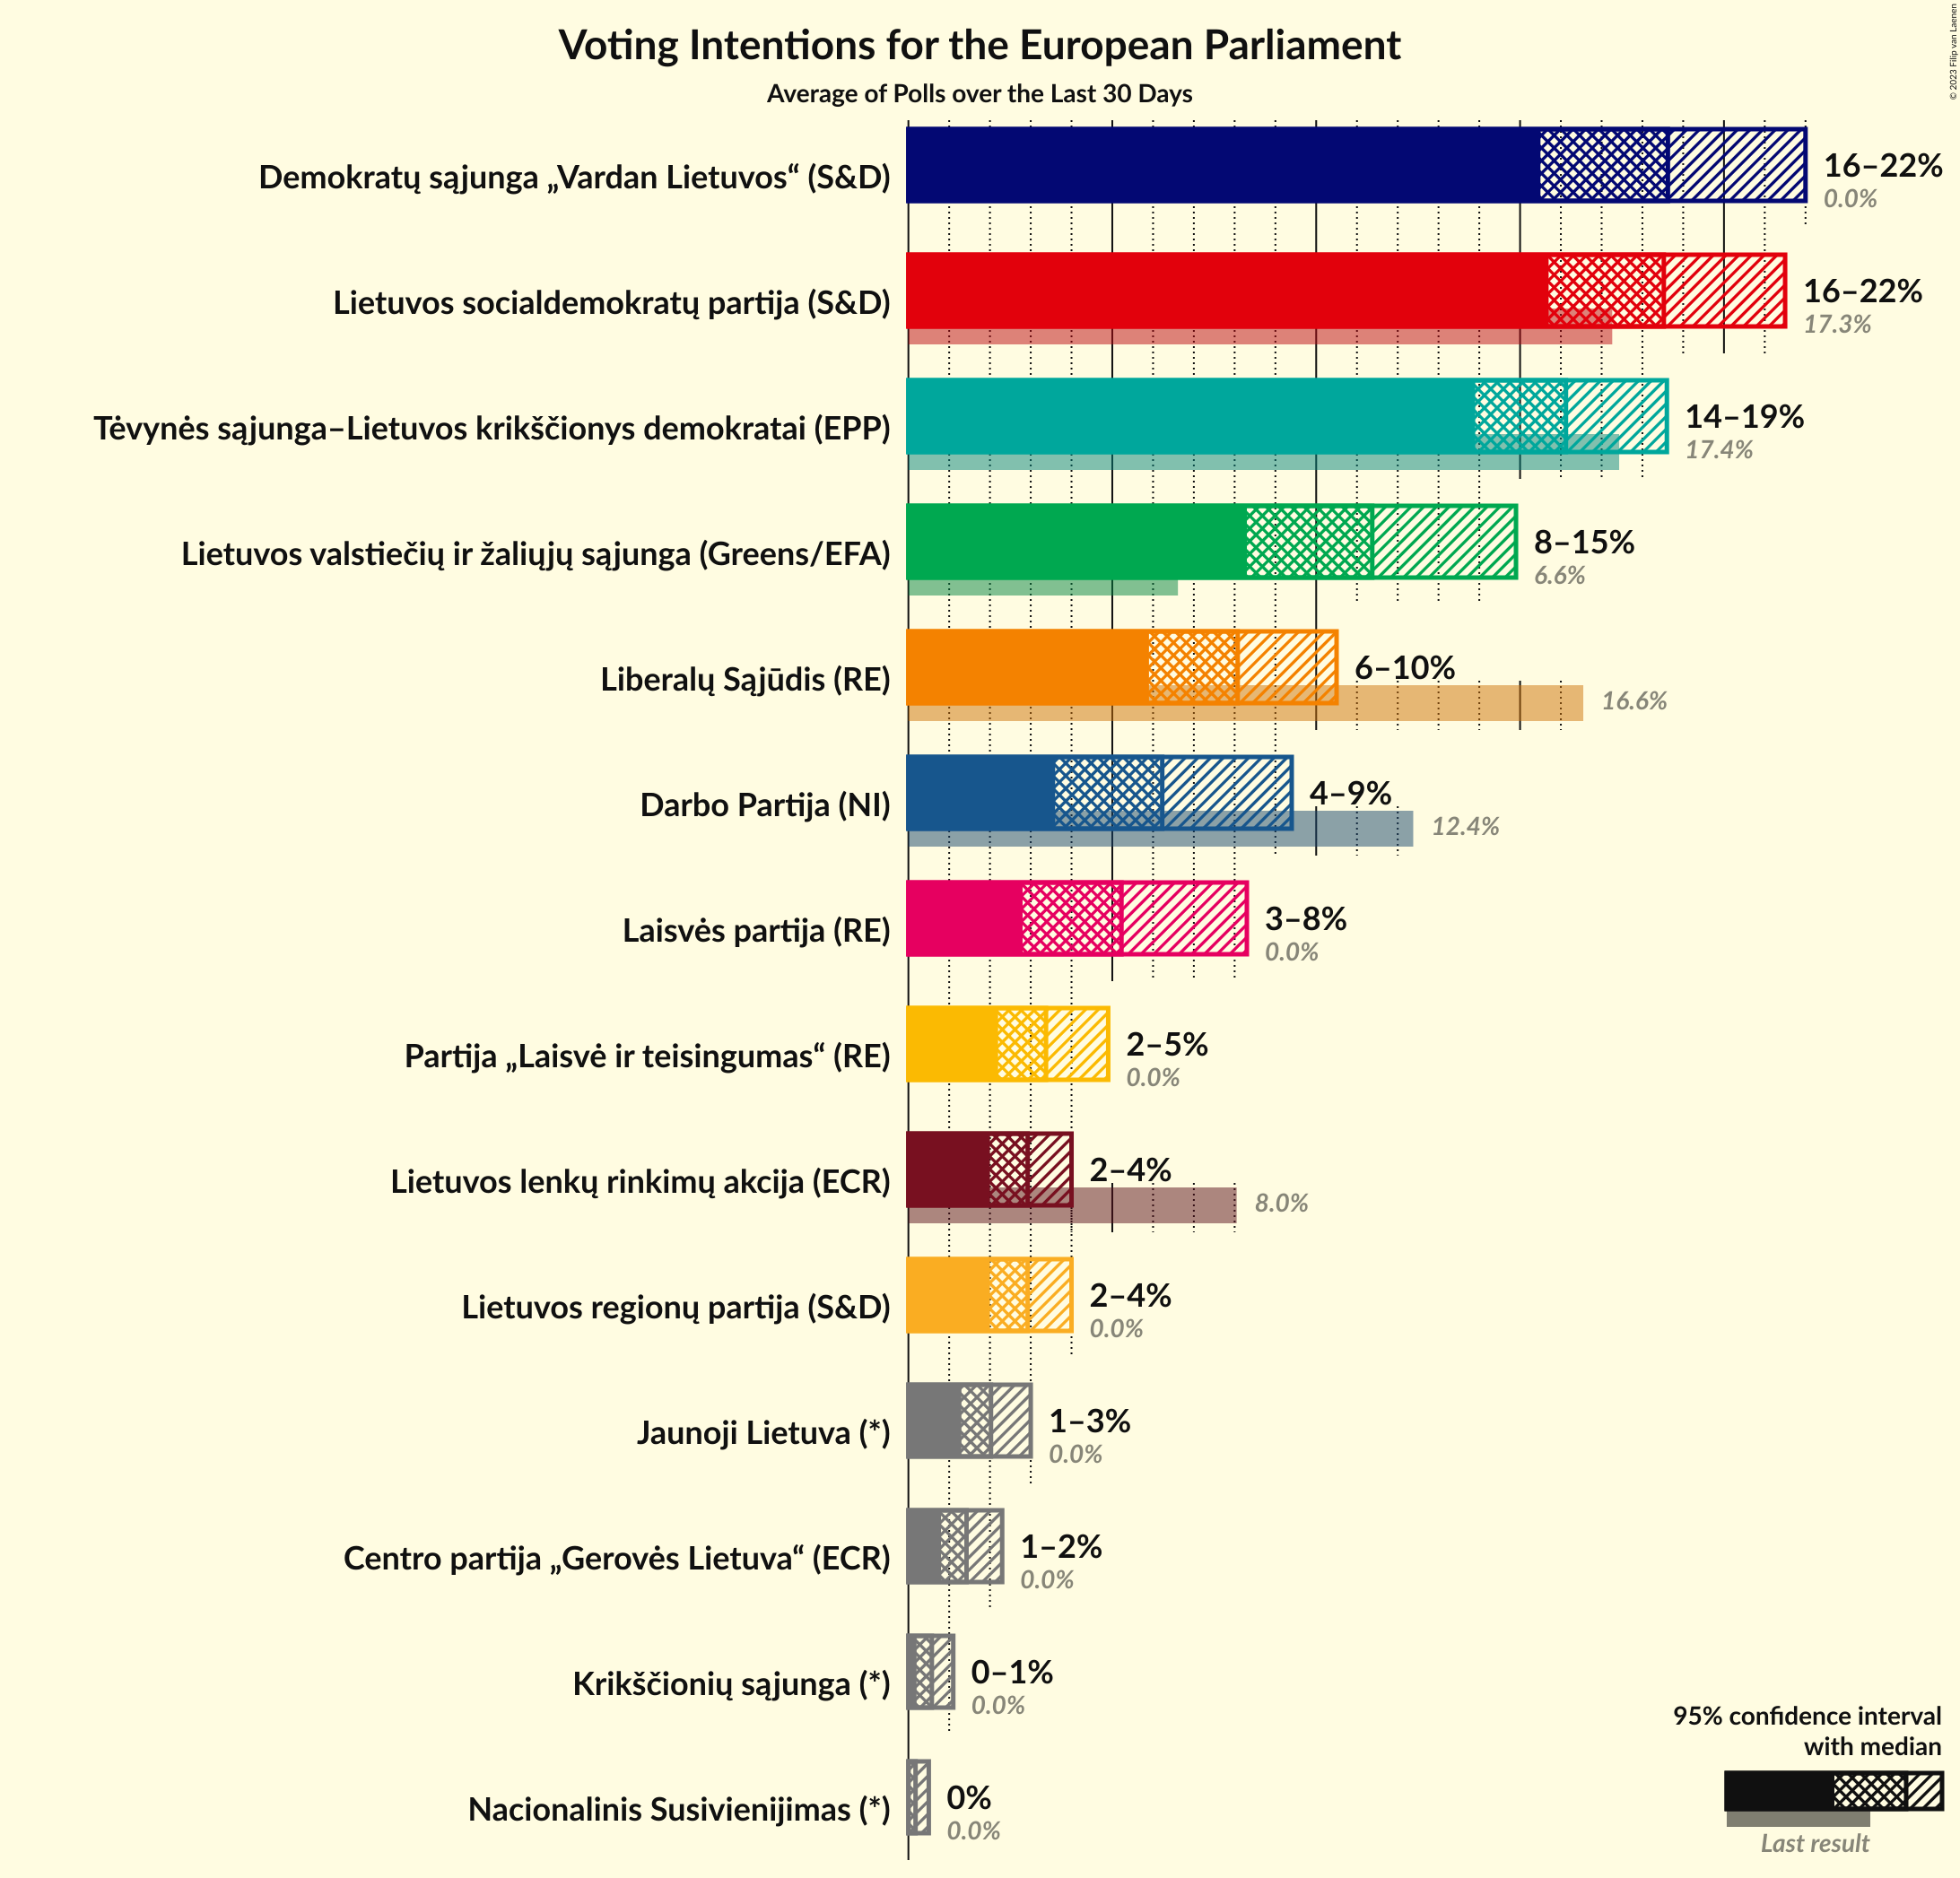 © 2023 Filip van Laenen
Voting Intentions for the European Parliament
Average of Polls over the Last 30 Days
Demokratų sąjunga „Vardan Lietuvos“ (S&D)
16–22%
0.0%
Lietuvos socialdemokratų partija (S&D)
16–22%
17.3%
Tėvynės sąjunga–Lietuvos krikščionys demokratai (EPP)
14–19%
17.4%
Lietuvos valstiečių ir žaliųjų sąjunga (Greens/EFA)
8–15%
6.6%
Liberalų Sąjūdis (RE)
6–10%
16.6%
Darbo Partija (NI)
4–9%
12.4%
Laisvės partija (RE)
3–8%
0.0%
Partija „Laisvė ir teisingumas“ (RE)
2–5%
0.0%
Lietuvos lenkų rinkimų akcija (ECR)
2–4%
8.0%
Lietuvos regionų partija (S&D)
2–4%
0.0%
Jaunoji Lietuva (*)
1–3%
0.0%
Centro partija „Gerovės Lietuva“ (ECR)
1–2%
0.0%
Krikščionių sąjunga (*)
0–1%
0.0%
Nacionalinis Susivienijimas (*)
0%
0.0%
95% confidence interval
with median
Last result